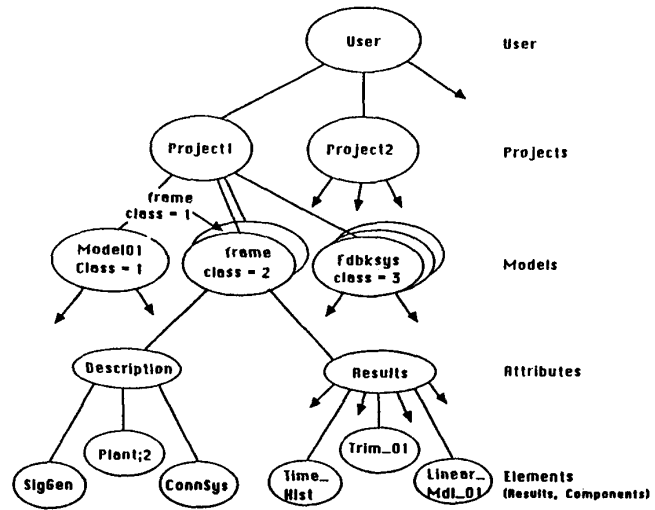 User
User
Project1
Project2
Projects
frame
class = 1
Model01
Class = 1
frame
class = 2
fdbksys
class = 3
Models
Description
Results
Attributes
SigGen
Plant;2
ConnSys
Time_
Hist
Trim_01
Linear_
Mdl_01
Elements
(Results, Components)